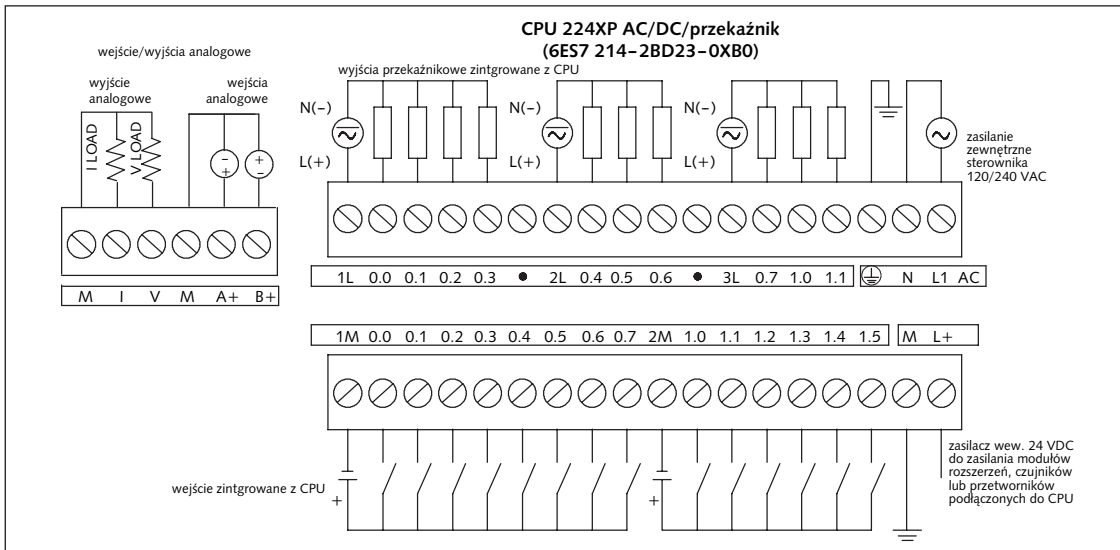 CPU 224XP AC/DC/przekaźnik
(6ES7 214–2BD23–0XB0)
wejście/wyjścia analogowe
wyjście
analogowe
wejścia
analogowe
I LOAD
V LOAD
– +
+ –
M I V M A+ B+
wyjścia przekaźnikowe zintgrowane z CPU
N(–) N(–) N(–)
L(+) L(+) L(+)
zasilanie
zewnętrzne
sterownika
120/240 VAC
1L 0.0 0.1 0.2 0.3 ● 2L 0.4 0.5 0.6 ● 3L 0.7 1.0 1.1 N L1 AC
1M 0.0 0.1 0.2 0.3 0.4 0.5 0.6 0.7 2M 1.0 1.1 1.2 1.3 1.4 1.5 M L+
wejście zintgrowane z CPU
+ +
zasilacz wew. 24 VDC
do zasilania modułów
rozszerzeń, czujników
lub przetworników
podłączonych do CPU